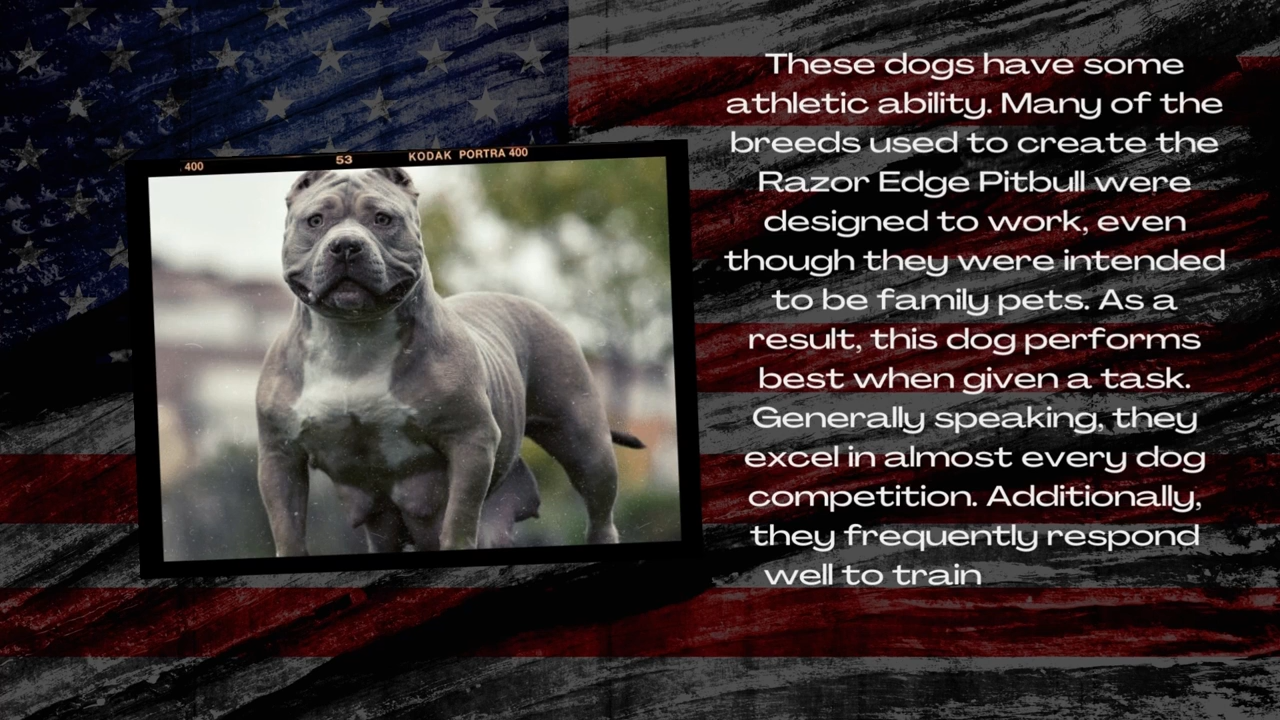 400 53 KODAK PORTRA 400
These dogs have some
athletic ability. Many of the
breeds used to create the
Razor Edge Pitbull were
designed to work, even
though they were intended
to be family pets. As a
result, this dog performs
best when given a task.
Generally speaking, they
excel in almost every dog
competition. Additionally,
they frequently respond
well to train